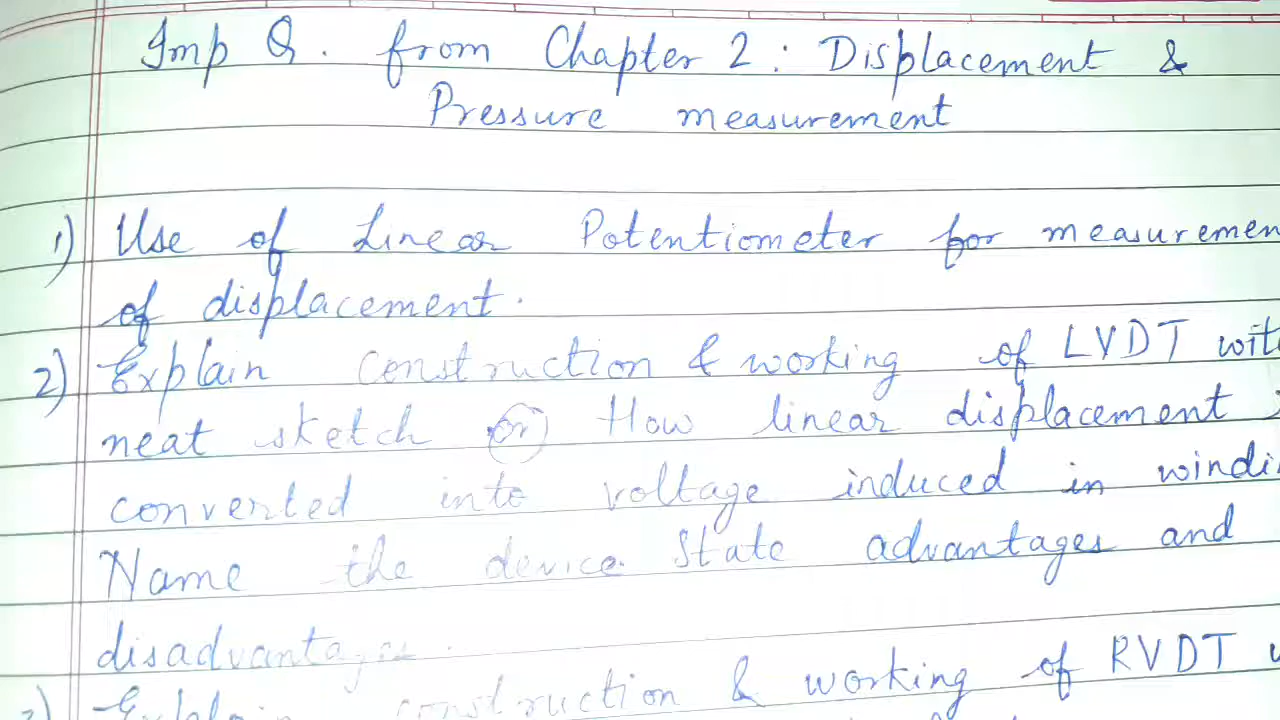 Imp Q. from Chapter 2: Displacement &
Pressure measurement
1) Use of Linear Potentiometer for measuremen
of displacement.
2) Explain construction & working of LVDT wit
neat sketch (or) How linear displacement
converted into voltage induced in windi
Name the device. State advantages and
disadvantages.
Explain construction & working of RVDT